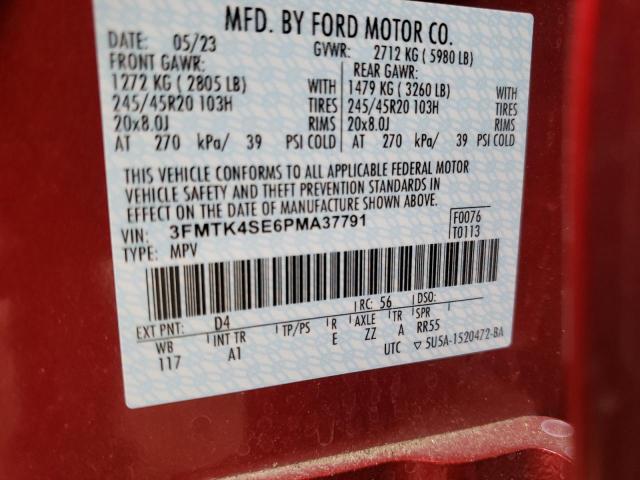 MFD. BY FORD MOTOR CO.
DATE: 05/23 GVWR: 2712 KG (5980 LB)
FRONT GAWR: REAR GAWR:
1272 KG (2805 LB) WITH 1479 KG (3260 LB) WITH
245/45R20 103H TIRES 245/45R20 103H TIRES
20x8.0J RIMS 20x8.0J RIMS
AT 270 kPa/ 39 PSI COLD AT 270 kPa/ 39 PSI COLD
THIS VEHICLE CONFORMS TO ALL APPLICABLE FEDERAL MOTOR
VEHICLE SAFETY AND THEFT PREVENTION STANDARDS IN
EFFECT ON THE DATE OF MANUFACTURE SHOWN ABOVE.
VIN: 3FMTK4SE6PMA37791 F0076
TYPE: MPV T0113
RC: 56 DSO:
EXT PNT: D4
WB INT TR TP/PS R AXLE TR SPR
117 A1 E ZZ A RR55
UTC ▽ 5U5A-1520472-BA